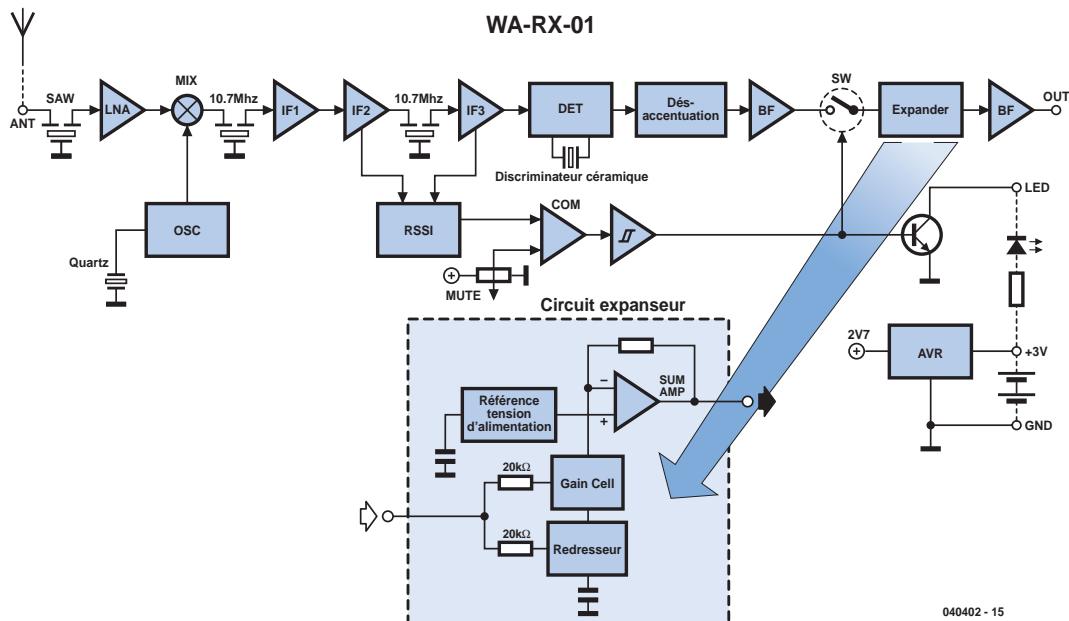 WA-RX-01
ANT
SAW
LNA
MIX
10.7Mhz
IF1
IF2
10.7Mhz
IF3
DET
Discriminateur céramique
Dés-
accentuation
BF
SW
Expander
BF
OUT
OSC
Quartz
RSSI
COM
MUTE
LED
2V7
AVR
+3V
GND
Circuit expanseur
Référence
tension
d'alimentation
−
+
SUM
AMP
20kΩ
Gain Cell
20kΩ
Redresseur
040402 - 15